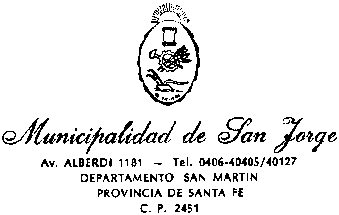 Municipalidad de San Jorge
Av. ALBERDI 1181 — Tel. 0406-40405/40127
DEPARTAMENTO SAN MARTIN
PROVINCIA DE SANTA FE
C. P. 2451